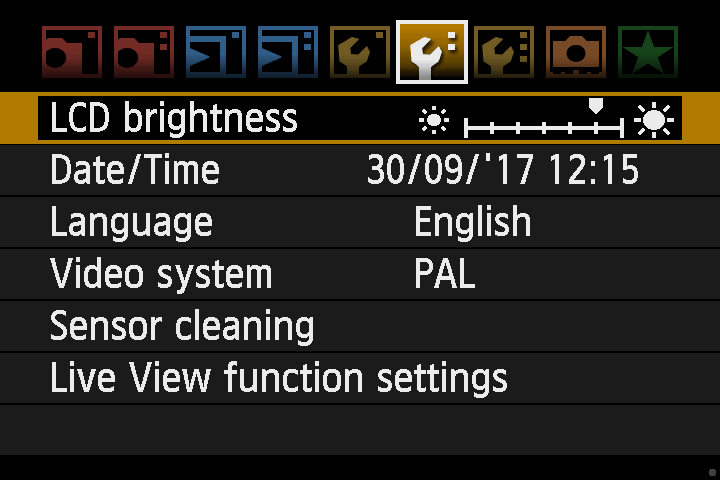 LCD brightness
Date/Time 30/09/'17 12:15
Language English
Video system PAL
Sensor cleaning
Live View function settings